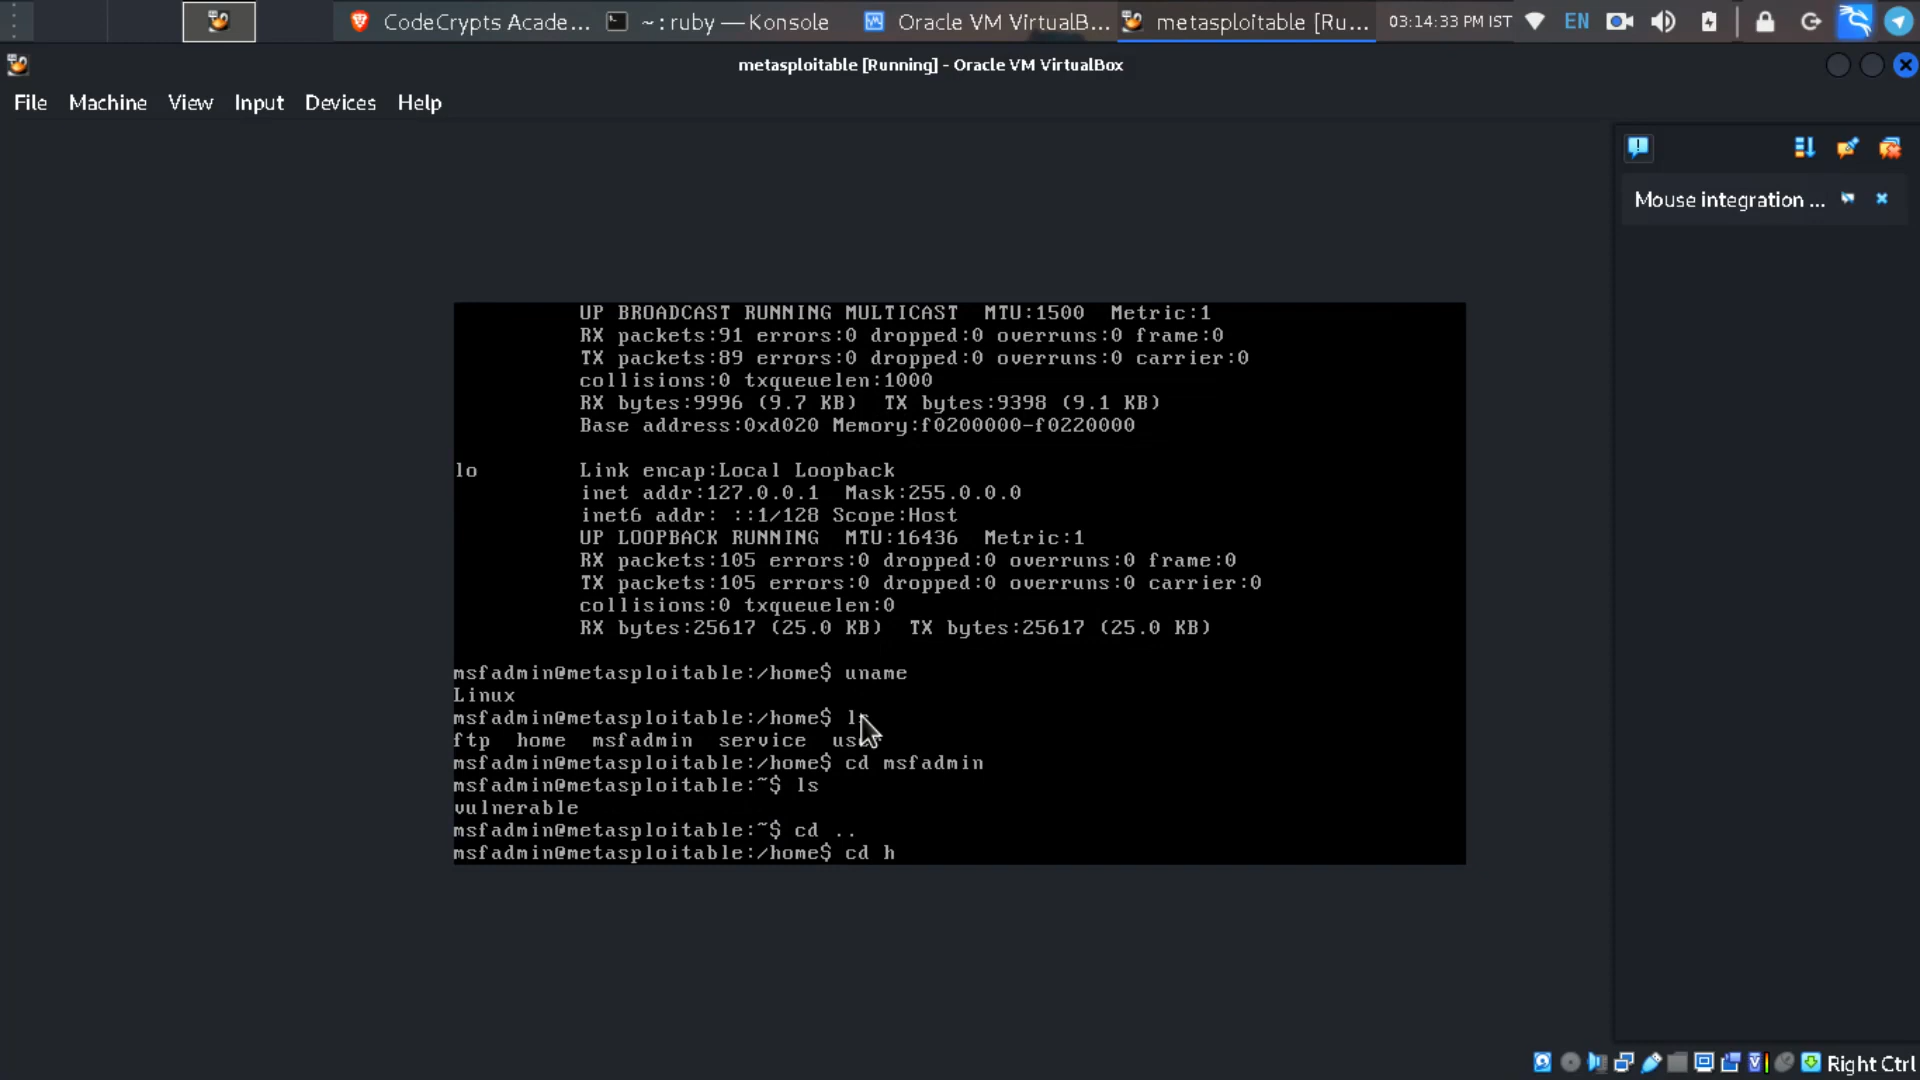 CodeCrypts Acade...
~ : ruby — Konsole
Oracle VM VirtualB...
metasploitable [Ru...
03:14:33 PM IST
EN
metasploitable [Running] - Oracle VM VirtualBox
File Machine View Input Devices Help
Mouse integration ...
UP BROADCAST RUNNING MULTICAST  MTU:1500  Metric:1
RX packets:91 errors:0 dropped:0 overruns:0 frame:0
TX packets:89 errors:0 dropped:0 overruns:0 carrier:0
collisions:0 txqueuelen:1000
RX bytes:9996 (9.7 KB)  TX bytes:9398 (9.1 KB)
Base address:0xd020 Memory:f0200000-f0220000
lo        Link encap:Local Loopback
inet addr:127.0.0.1  Mask:255.0.0.0
inet6 addr: ::1/128 Scope:Host
UP LOOPBACK RUNNING  MTU:16436  Metric:1
RX packets:105 errors:0 dropped:0 overruns:0 frame:0
TX packets:105 errors:0 dropped:0 overruns:0 carrier:0
collisions:0 txqueuelen:0
RX bytes:25617 (25.0 KB)  TX bytes:25617 (25.0 KB)
msfadmin@metasploitable:/home$ uname
Linux
msfadmin@metasploitable:/home$ ls
ftp  home  msfadmin  service
msfadmin@metasploitable:/home$ cd msfadmin
msfadmin@metasploitable:~$ ls
vulnerable
msfadmin@metasploitable:~$ cd ..
msfadmin@metasploitable:/home$ cd h
Right Ctrl